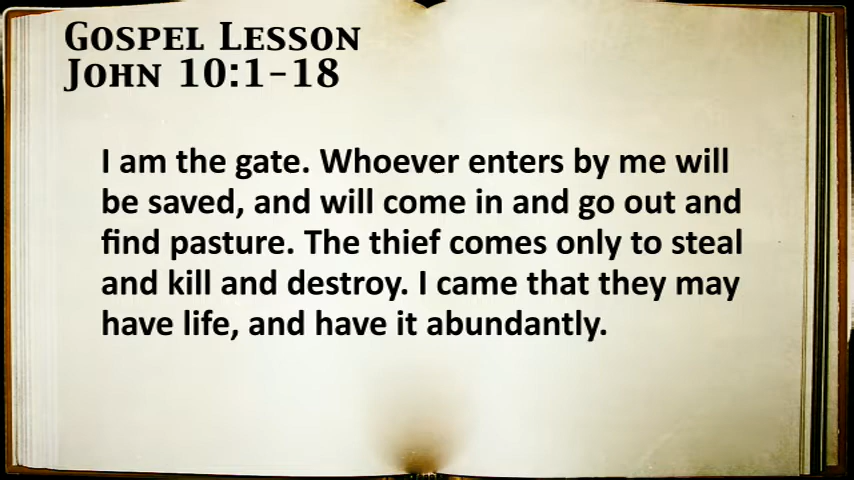 Gospel Lesson
John 10:1-18
I am the gate. Whoever enters by me will
be saved, and will come in and go out and
find pasture. The thief comes only to steal
and kill and destroy. I came that they may
have life, and have it abundantly.